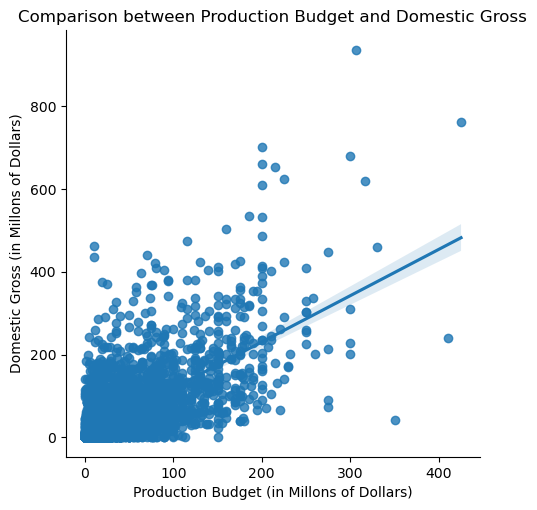 Comparison between Production Budget and Domestic Gross
Domestic Gross (in Millons of Dollars)
800
600
400
200
0
0 100 200 300 400
Production Budget (in Millons of Dollars)